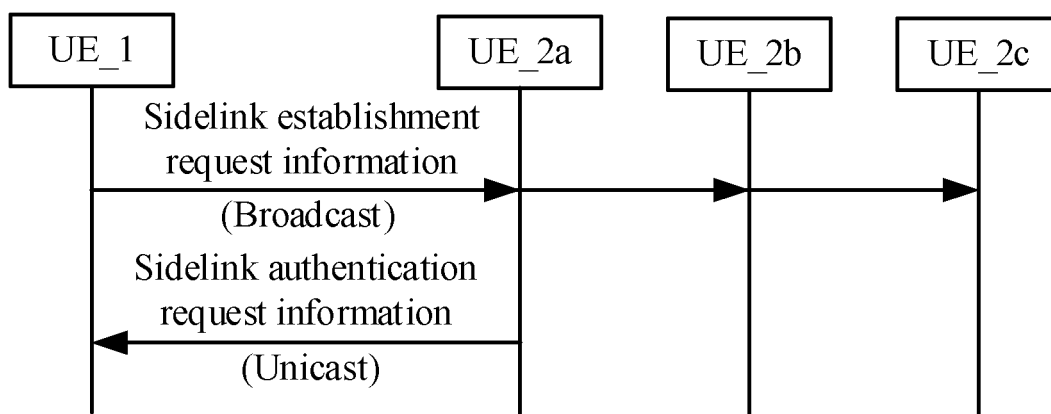 UE_1
UE_2a
UE_2b
UE_2c
Sidelink establishment
request information
(Broadcast)
Sidelink authentication
request information
(Unicast)